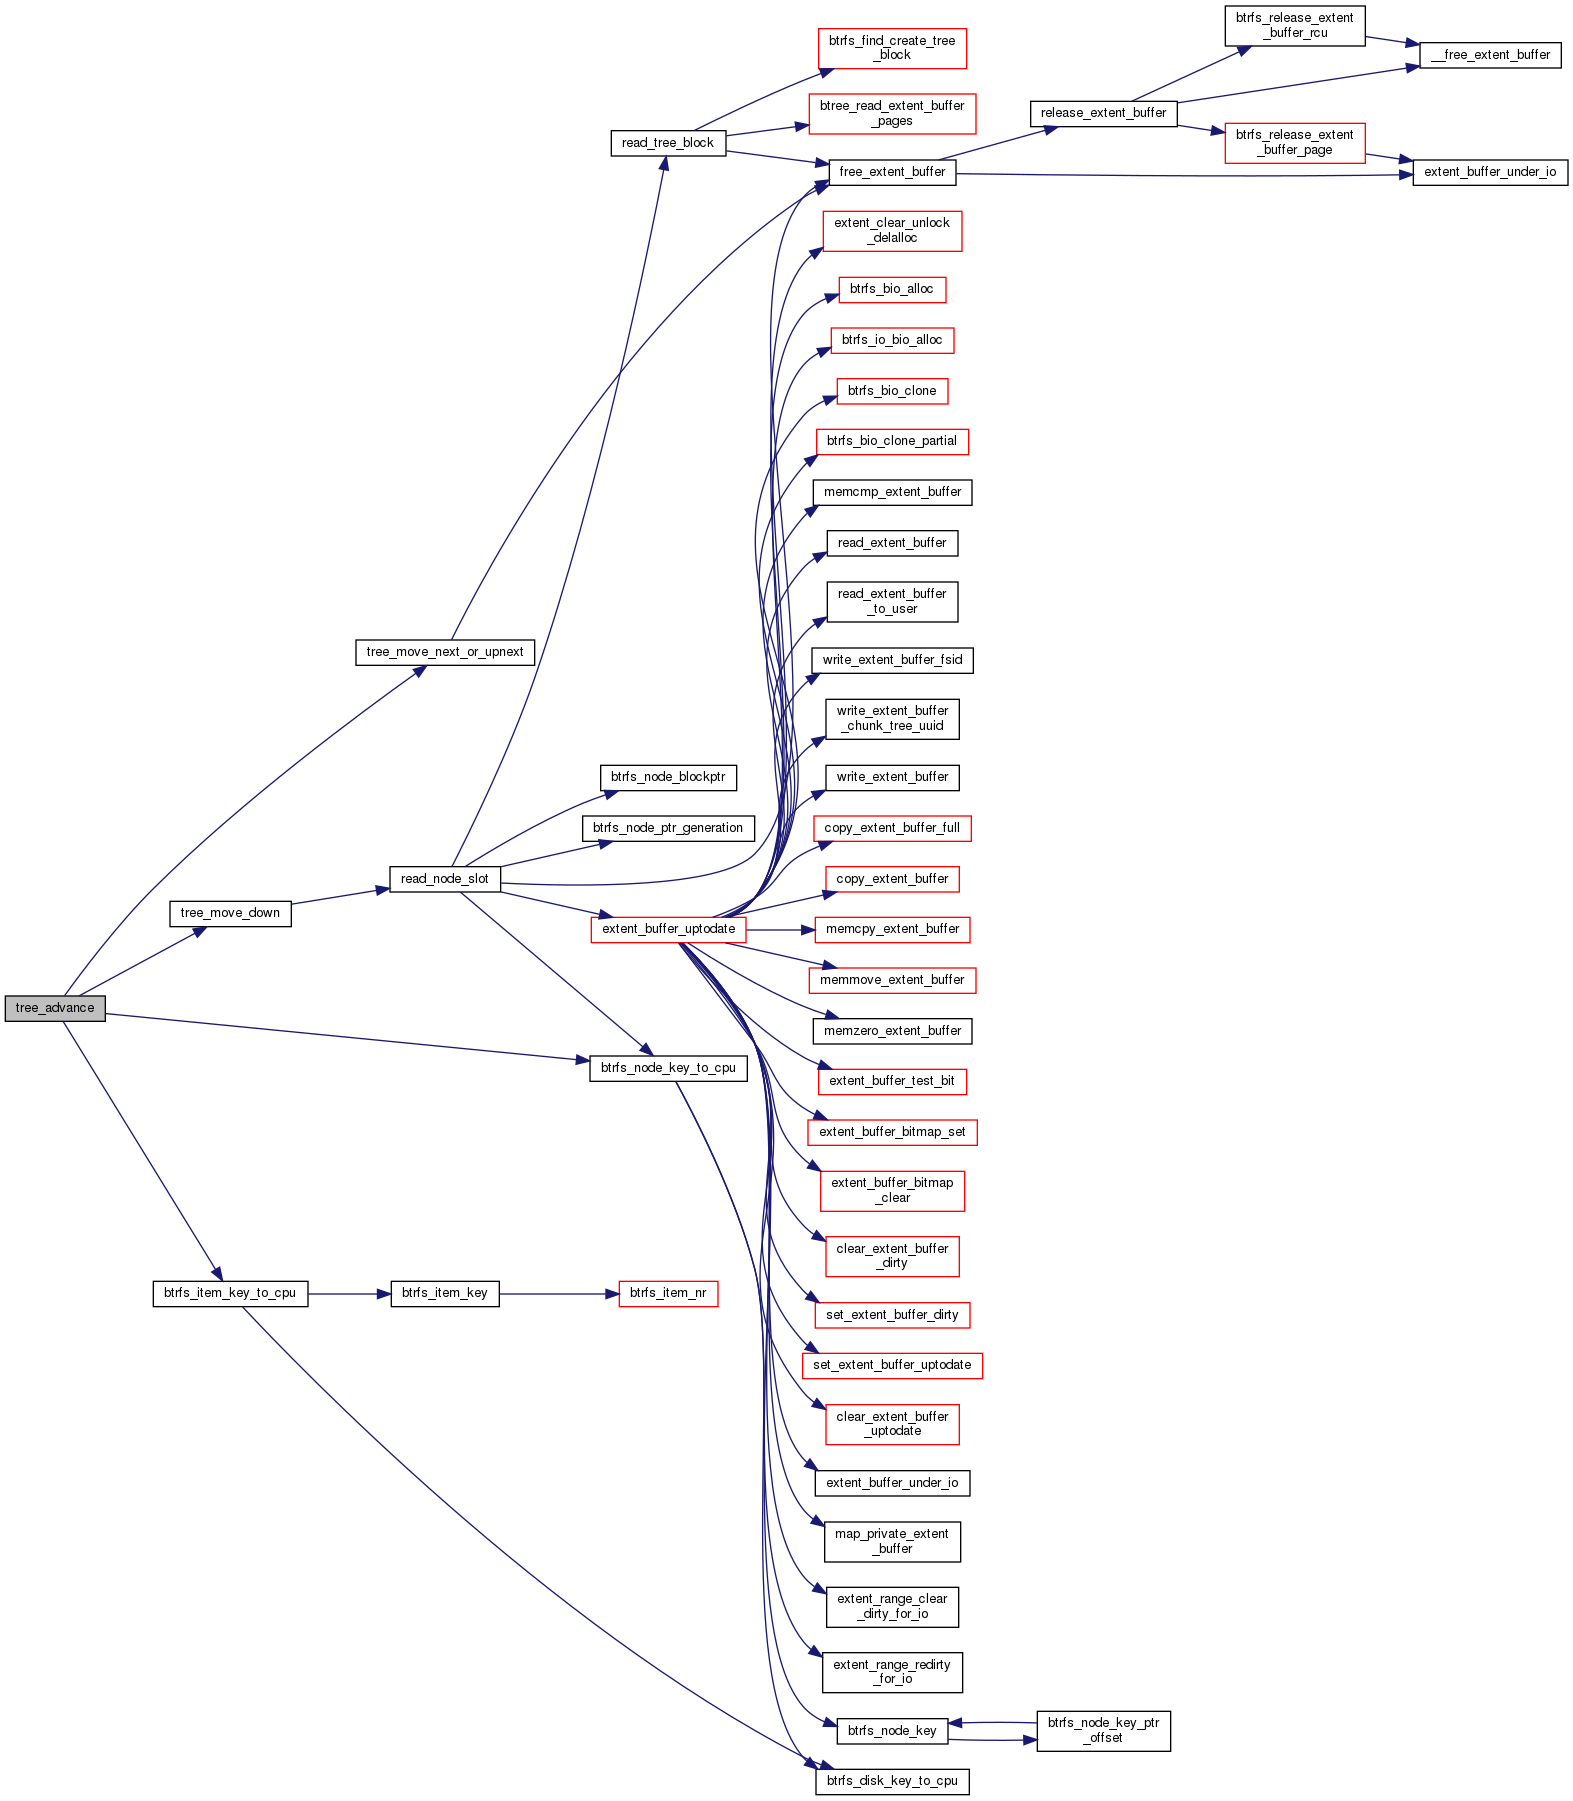 btrfs_release_extent
_buffer_rcu
btrfs_find_create_tree
_block
__free_extent_buffer
btree_read_extent_buffer
_pages
release_extent_buffer
read_tree_block
btrfs_release_extent
_buffer_page
free_extent_buffer
extent_buffer_under_io
extent_clear_unlock
_delalloc
btrfs_bio_alloc
btrfs_io_bio_alloc
btrfs_bio_clone
btrfs_bio_clone_partial
memcmp_extent_buffer
read_extent_buffer
read_extent_buffer
_to_user
tree_move_next_or_upnext
write_extent_buffer_fsid
write_extent_buffer
_chunk_tree_uuid
btrfs_node_blockptr
write_extent_buffer
btrfs_node_ptr_generation
copy_extent_buffer_full
read_node_slot
copy_extent_buffer
tree_move_down
extent_buffer_uptodate
memcpy_extent_buffer
memmove_extent_buffer
tree_advance
memzero_extent_buffer
btrfs_node_key_to_cpu
extent_buffer_test_bit
extent_buffer_bitmap_set
extent_buffer_bitmap
_clear
clear_extent_buffer
_dirty
btrfs_item_key_to_cpu
btrfs_item_key
btrfs_item_nr
set_extent_buffer_dirty
set_extent_buffer_uptodate
clear_extent_buffer
_uptodate
extent_buffer_under_io
map_private_extent
_buffer
extent_range_clear
_dirty_for_io
extent_range_redirty
_for_io
btrfs_node_key
btrfs_node_key_ptr
_offset
btrfs_disk_key_to_cpu